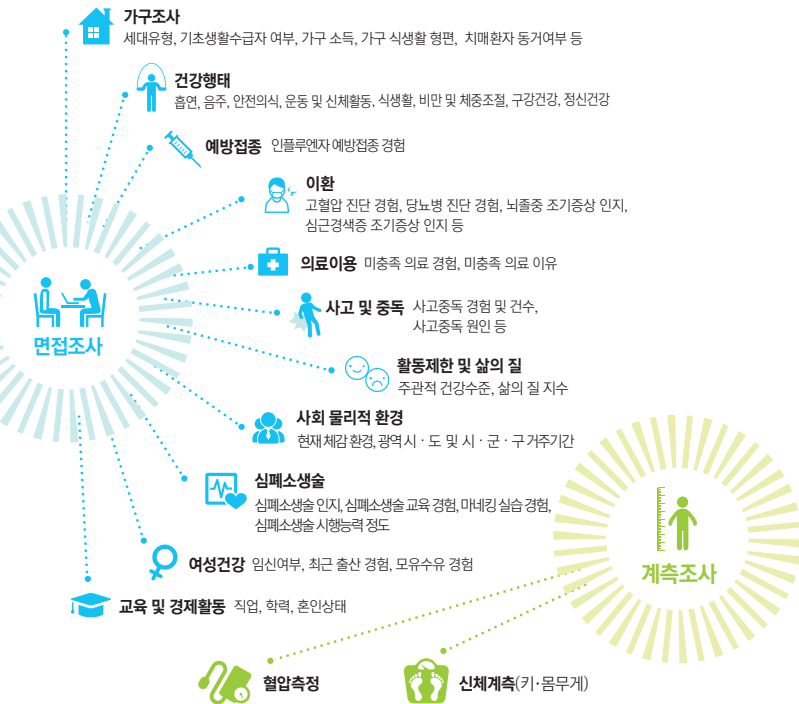 가구조사
세대유형, 기초생활수급자 여부, 가구 소득, 가구 식생활 형편, 치매환자 동거여부 등
건강행태
흡연, 음주, 안전의식, 운동 및 신체활동, 식생활, 비만 및 체중조절, 구강건강, 정신건강
예방접종 인플루엔자 예방접종 경험
이환
고혈압 진단 경험, 당뇨병 진단 경험, 뇌졸중 조기증상 인지,
심근경색증 조기증상 인지 등
의료이용 미충족 의료 경험, 미충족 의료 이유
사고 및 중독 사고중독 경험 및 건수,
사고중독 원인 등
면접조사
활동제한 및 삶의 질
주관적 건강수준, 삶의 질 지수
사회 물리적 환경
현재 체감 환경, 광역 시 · 도 및 시 · 군 · 구 거주기간
심폐소생술
심폐소생술 인지, 심폐소생술 교육 경험, 마네킹 실습 경험,
심폐소생술 시행능력 정도
여성건강 임신여부, 최근 출산 경험, 모유수유 경험
계측조사
교육 및 경제활동 직업, 학력, 혼인상태
혈압측정
신체계측(키·몸무게)